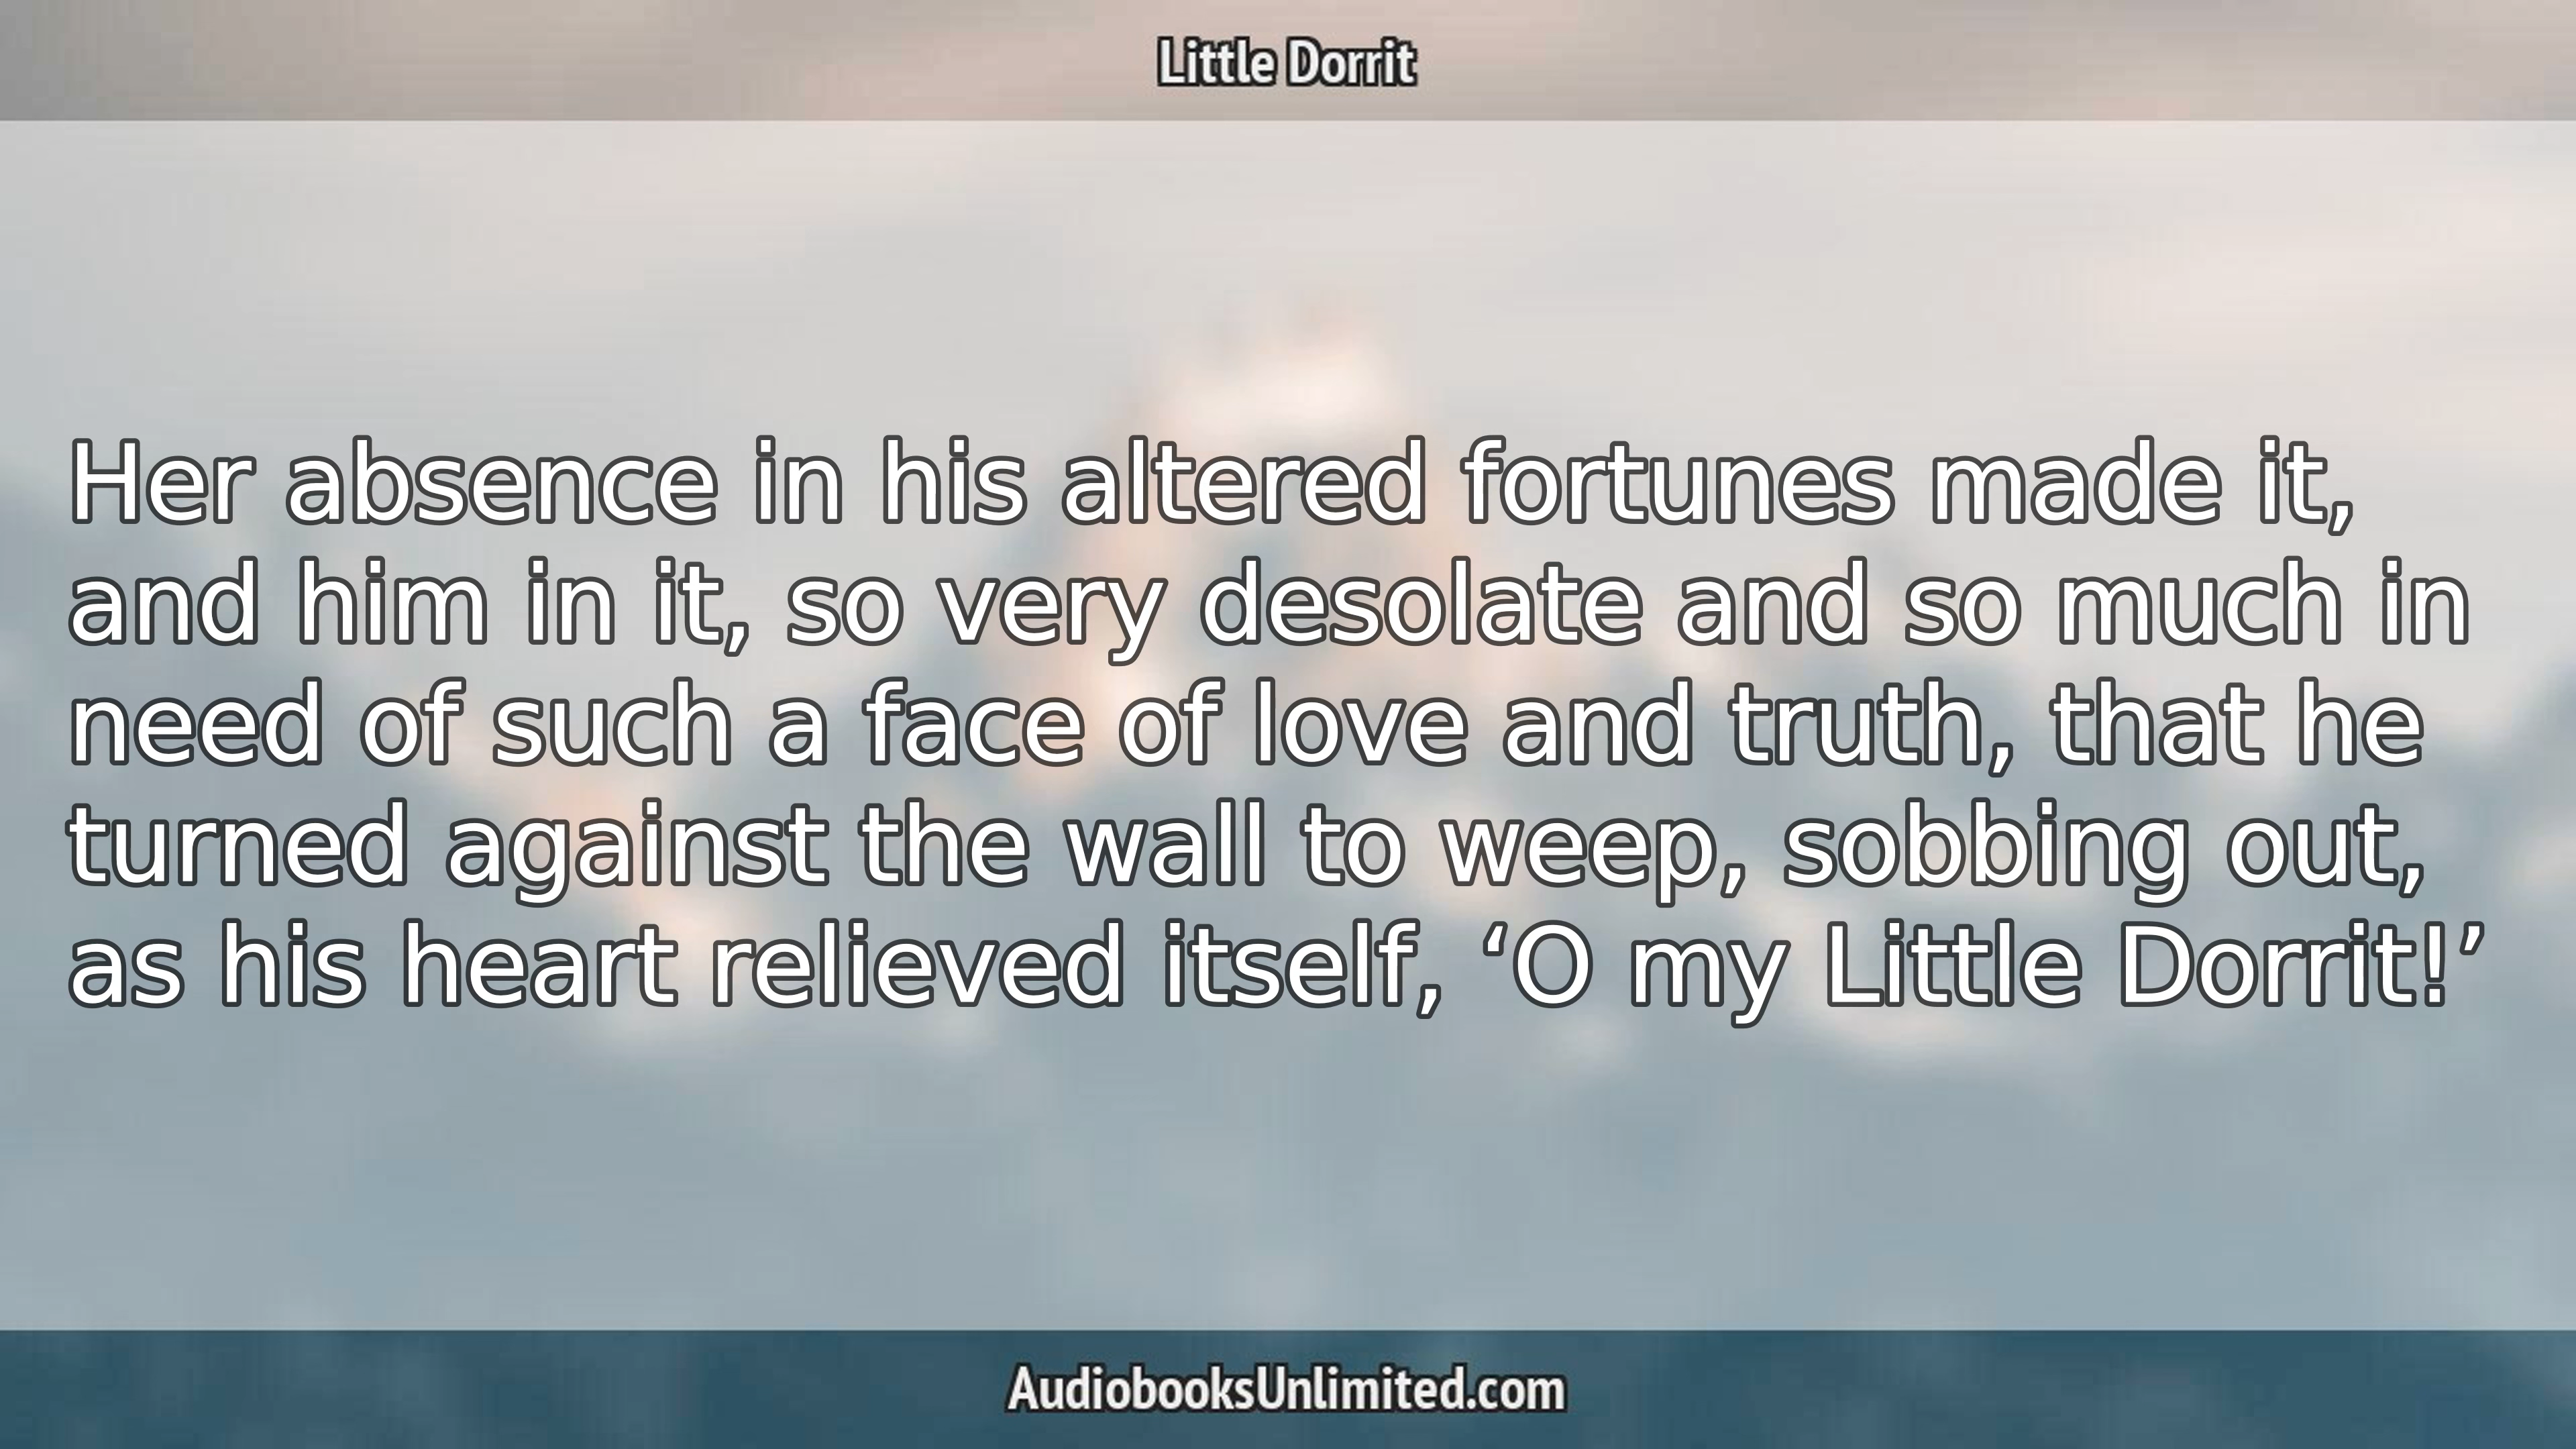 Little Dorrit
Her absence in his altered fortunes made it,
and him in it, so very desolate and so much in
need of such a face of love and truth, that he
turned against the wall to weep, sobbing out,
as his heart relieved itself, ‘O my Little Dorrit!’
AudiobooksUnlimited.com